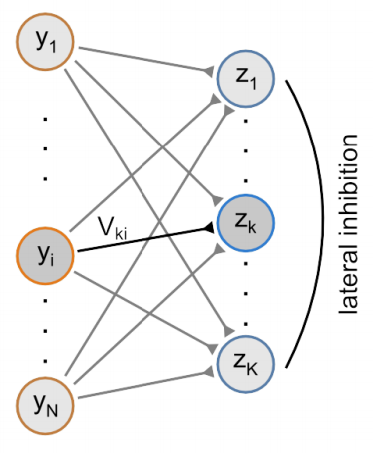 y1
z1
Vki
zk
yi
zK
yN
lateral inhibition